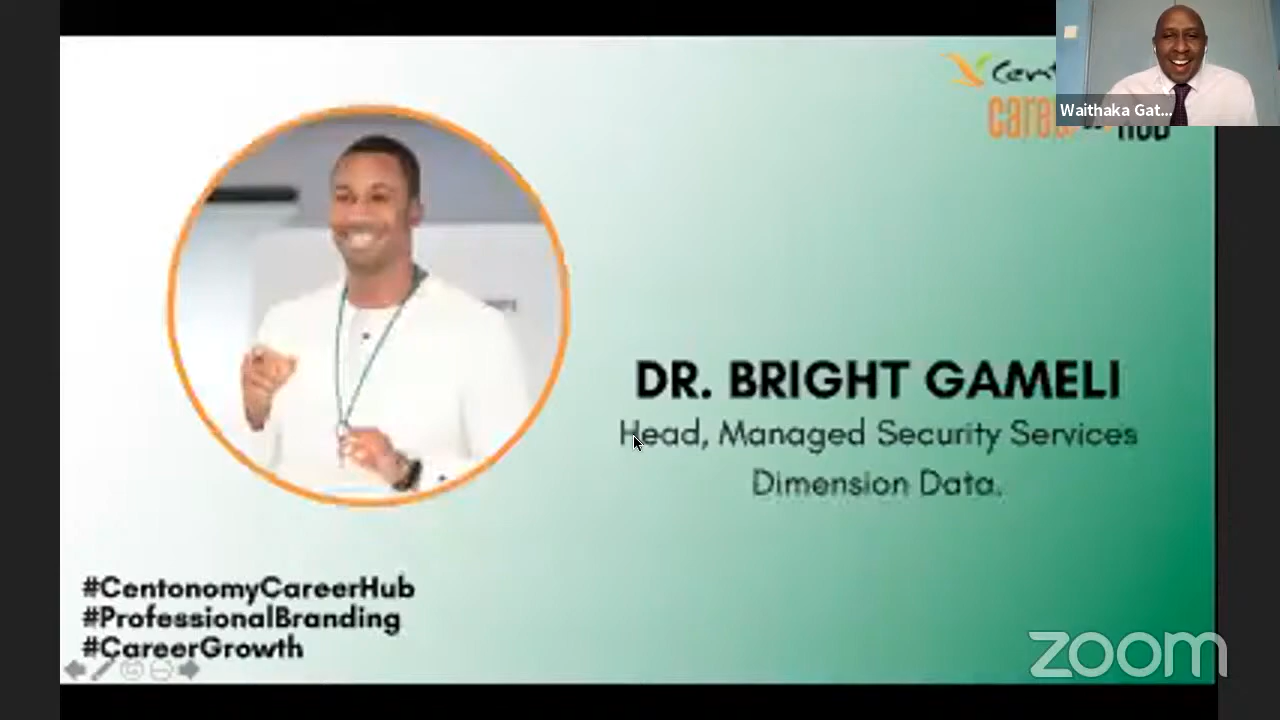 Waithaka Gat...
DR. BRIGHT GAMELI
Head, Managed Security Services
Dimension Data.
#CentonomyCareerHub
#ProfessionalBranding
#CareerGrowth
zoom